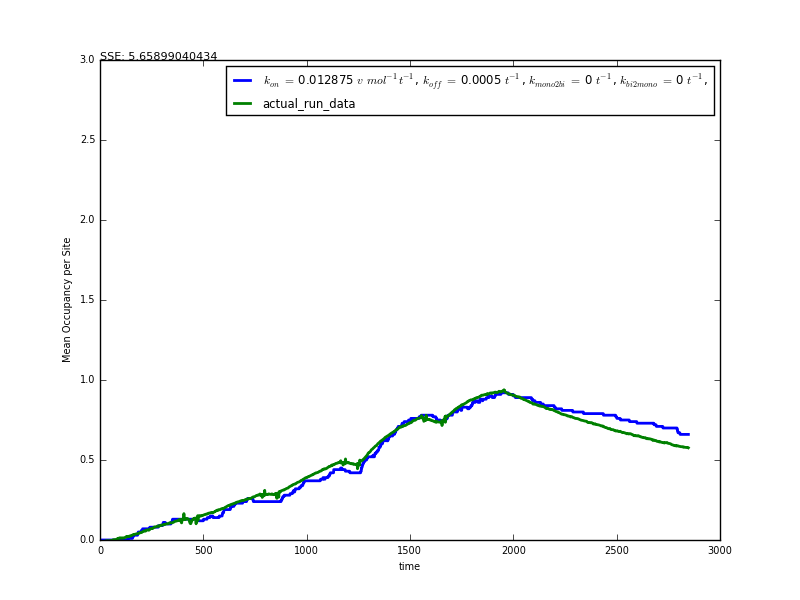 SSE: 5.65899040434
3.0
2.5
2.0
1.5
1.0
0.5
0.0
Mean Occupancy per Site
k_on = 0.012875 v mol^-1 t^-1, k_off = 0.0005 t^-1, k_mono2bi = 0 t^-1, k_bi2mono = 0 t^-1,
actual_run_data
0 500 1000 1500 2000 2500 3000
time